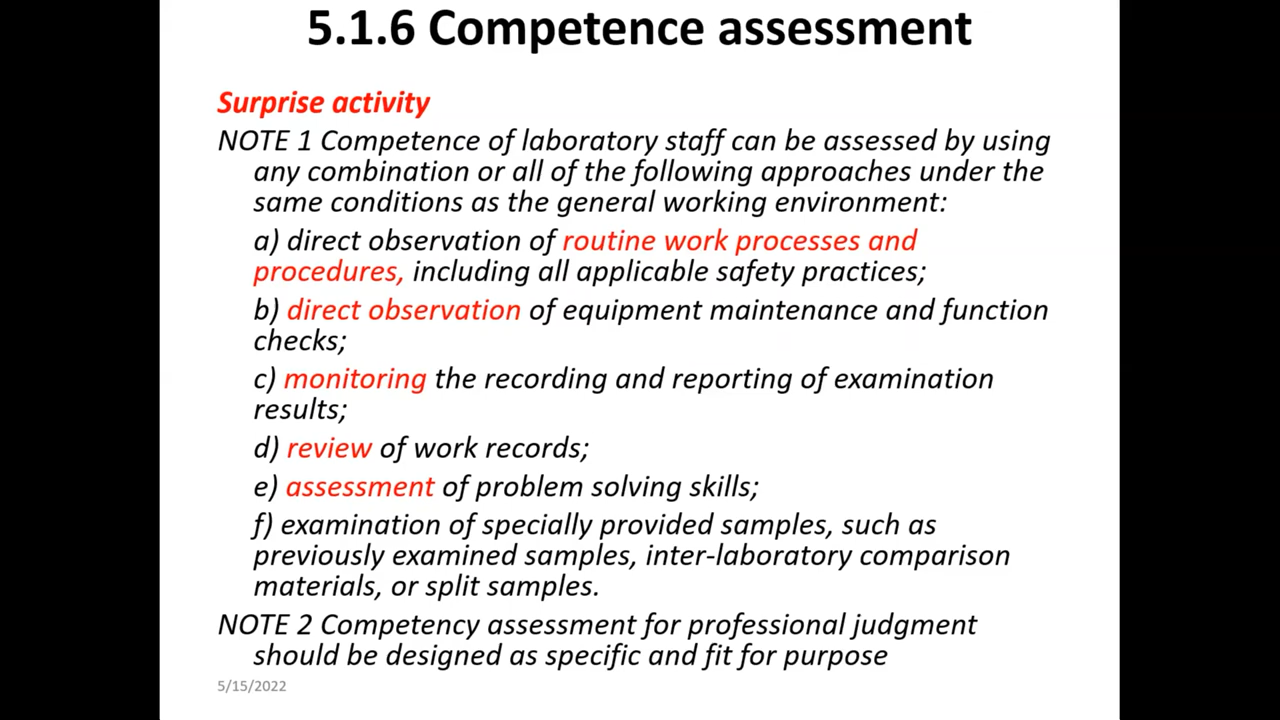 5.1.6 Competence assessment
Surprise activity
NOTE 1 Competence of laboratory staff can be assessed by using
any combination or all of the following approaches under the
same conditions as the general working environment:
a) direct observation of routine work processes and
procedures, including all applicable safety practices;
b) direct observation of equipment maintenance and function
checks;
c) monitoring the recording and reporting of examination
results;
d) review of work records;
e) assessment of problem solving skills;
f) examination of specially provided samples, such as
previously examined samples, inter-laboratory comparison
materials, or split samples.
NOTE 2 Competency assessment for professional judgment
should be designed as specific and fit for purpose
5/15/2022